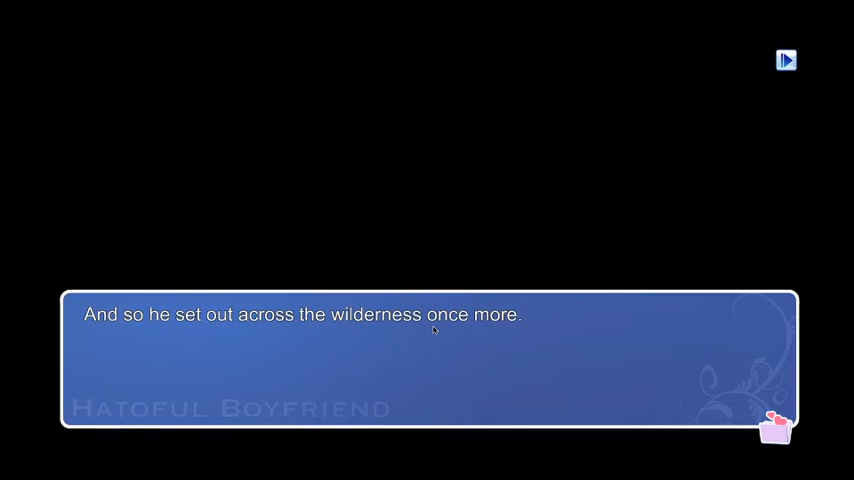 And so he set out across the wilderness once more.
Hatoful Boyfriend